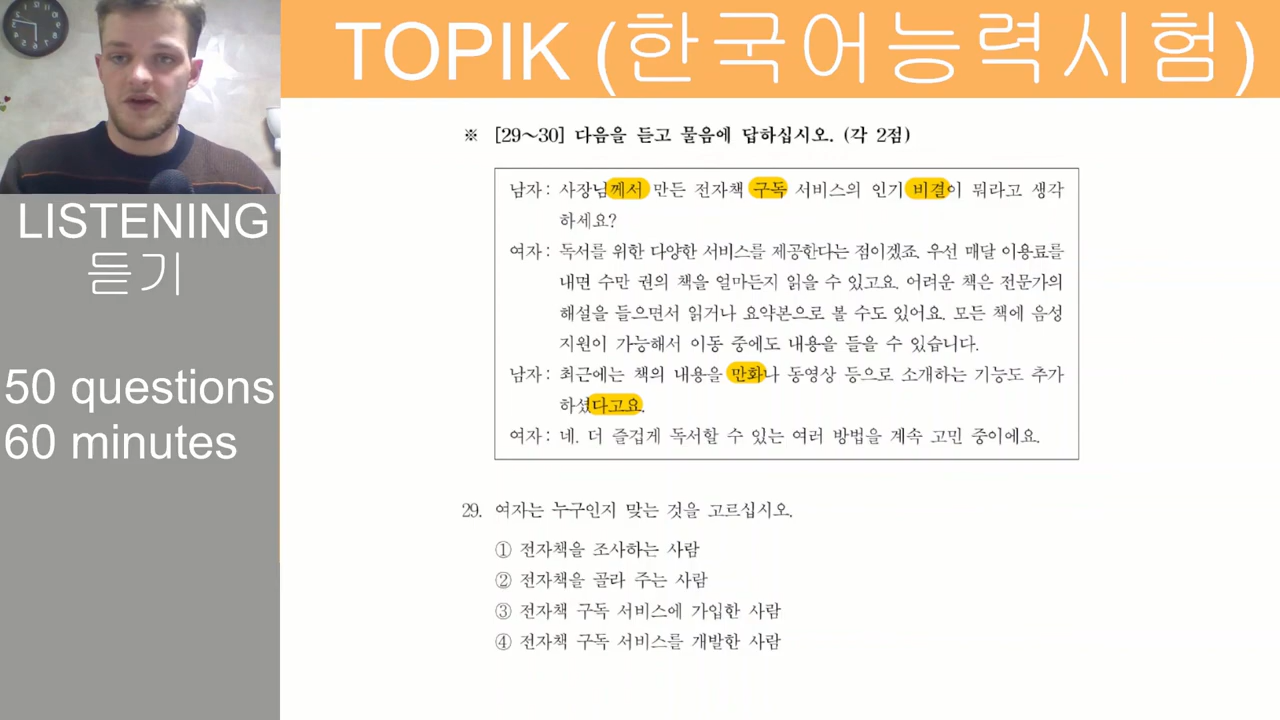 TOPIK (한국어능력시험)
LISTENING
듣기
50 questions
60 minutes
※ [29～30] 다음을 듣고 물음에 답하십시오. (각 2점)
남자: 사장님께서 만든 전자책 구독 서비스의 인기 비결이 뭐라고 생각
하세요?
여자: 독서를 위한 다양한 서비스를 제공한다는 점이겠죠. 우선 매달 이용료를
내면 수만 권의 책을 얼마든지 읽을 수 있고요. 어려운 책은 전문가의
해설을 들으면서 읽거나 요약본으로 볼 수도 있어요. 모든 책에 음성
지원이 가능해서 이동 중에도 내용을 들을 수 있습니다.
남자: 최근에는 책의 내용을 만화나 동영상 등으로 소개하는 기능도 추가
하셨다고요.
여자: 네. 더 즐겁게 독서할 수 있는 여러 방법을 계속 고민 중이에요.
29. 여자는 누구인지 맞는 것을 고르십시오.
① 전자책을 조사하는 사람
② 전자책을 골라 주는 사람
③ 전자책 구독 서비스에 가입한 사람
④ 전자책 구독 서비스를 개발한 사람